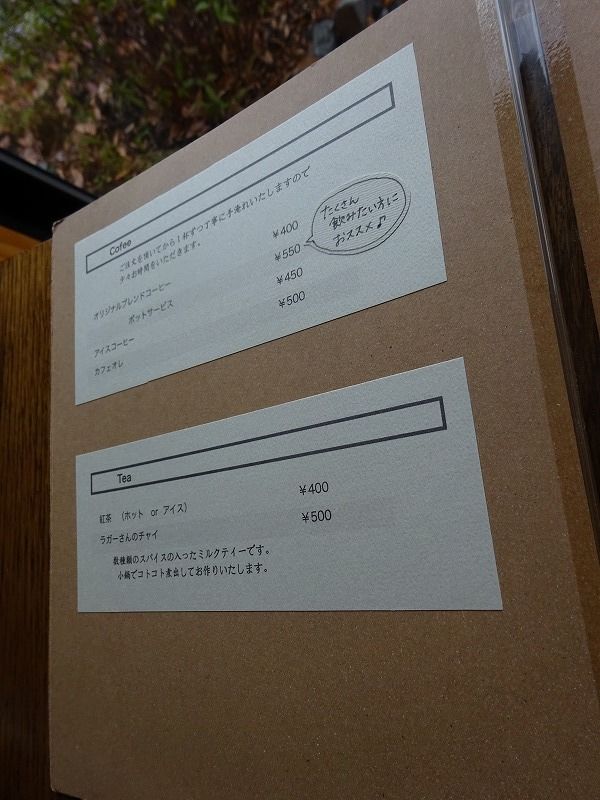 Cofee
ご注文を頂いてから1杯ずつ丁寧に手淹れいたしますので
少々お時間をいただきます。
オリジナルブレンドコーヒー ¥400
ポットサービス ¥550
たくさん
飲みたい方に
おススメ♪
アイスコーヒー ¥450
カフェオレ ¥500
Tea
紅茶 (ホット or アイス) ¥400
ラガーさんのチャイ ¥500
数種類のスパイスの入ったミルクティーです。
小鍋でコトコト煮出してお作りいたします。